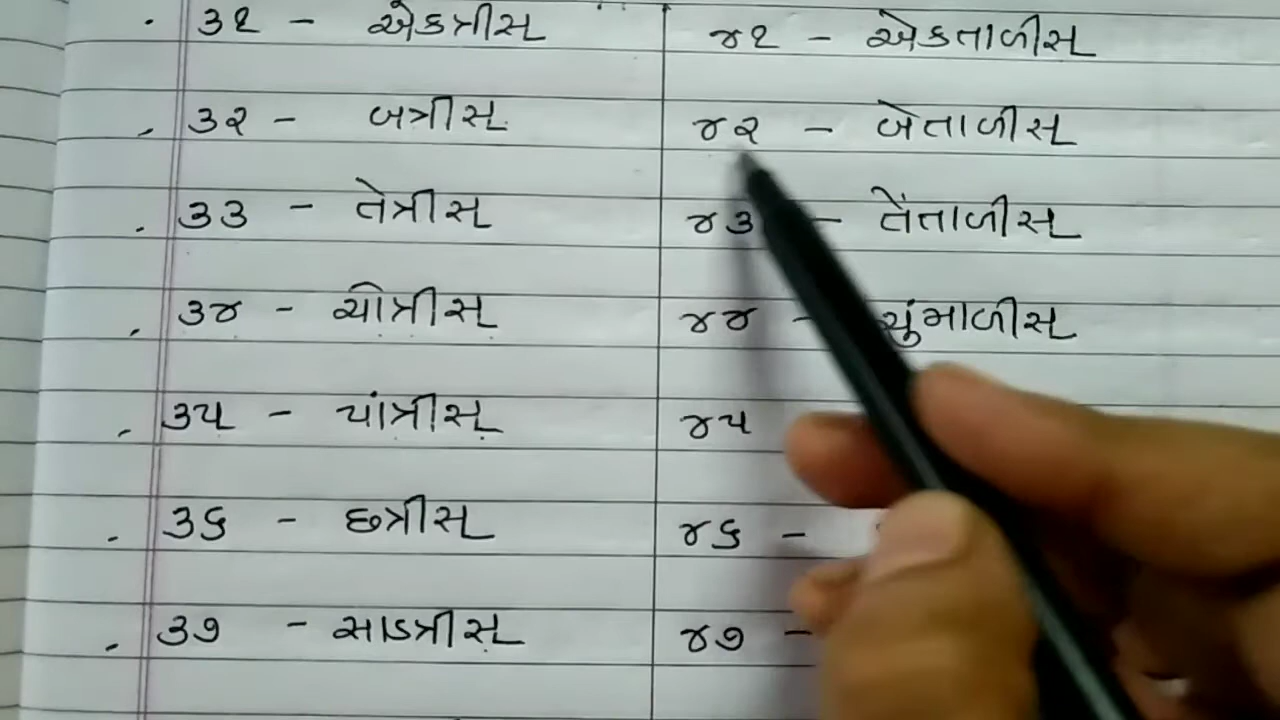 ૩૧ - એકત્રીસ
૩૨ - બત્રીસ
૩૩ - તેત્રીસ
૩૪ - ચોત્રીસ
૩૫ - પાંત્રીસ
૩૬ - છત્રીસ
૩૭ - સાડત્રીસ
૪૧ - એકતાળીસ
૪૨ - બેતાળીસ
૪૩ - તેંતાળીસ
૪૪ - ચુંમાળીસ
૪૫
૪૬ -
૪૭ -